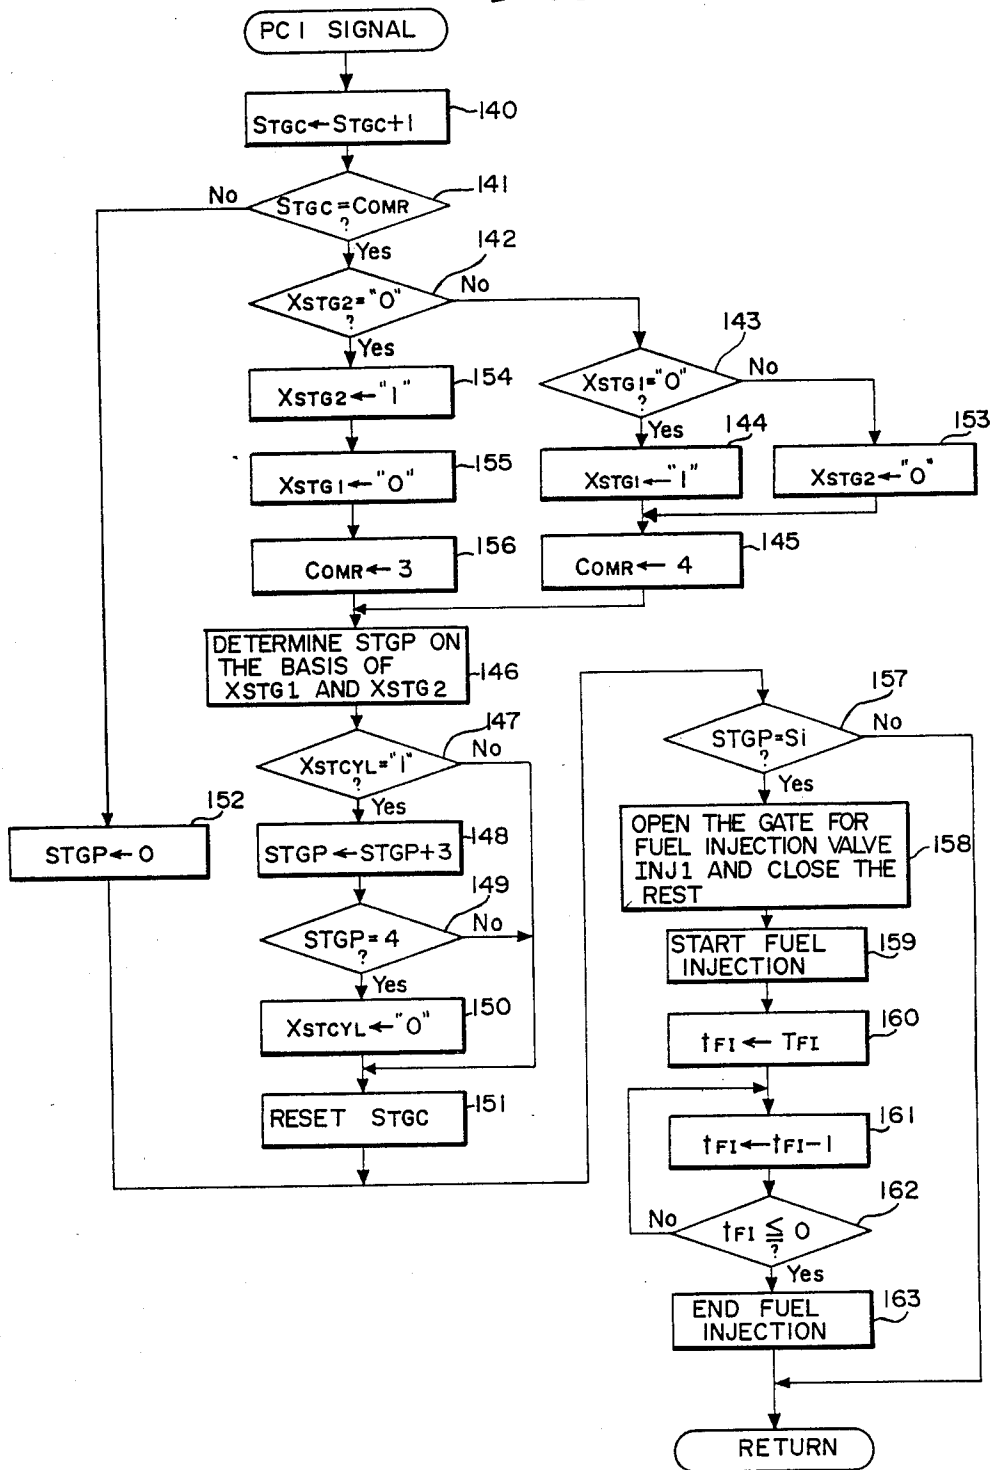 PC1 SIGNAL
STGC←STGC+1
140
STGC=COMR
?
141
No
Yes
XSTG2="0"
?
142
No
Yes
XSTG1="0"
?
143
No
Yes
XSTG2←"1"
154
XSTG1←"1"
144
XSTG2←"0"
153
XSTG1←"0"
155
COMR←3
156
COMR←4
145
DETERMINE STGP ON
THE BASIS OF
XSTG1 AND XSTG2
146
XSTCYL="1"
?
147
No
Yes
STGP←0
152
STGP←STGP+3
148
STGP=4
?
149
No
Yes
XSTCYL←"0"
150
RESET STGC
151
STGP=Si
?
157
No
Yes
OPEN THE GATE FOR
FUEL INJECTION VALVE
INJ1 AND CLOSE THE
REST
158
START FUEL
INJECTION
159
tFI←TFI
160
tFI←tFI-1
161
tFI≦0
?
162
No
Yes
END FUEL
INJECTION
163
RETURN